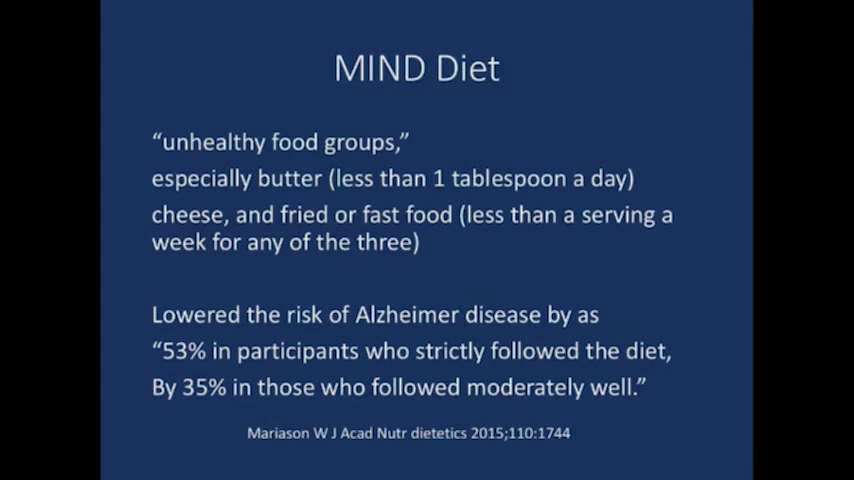 MIND Diet
“unhealthy food groups,”
especially butter (less than 1 tablespoon a day)
cheese, and fried or fast food (less than a serving a
week for any of the three)
Lowered the risk of Alzheimer disease by as
“53% in participants who strictly followed the diet,
By 35% in those who followed moderately well.”
Mariason W J Acad Nutr dietetics 2015;110:1744